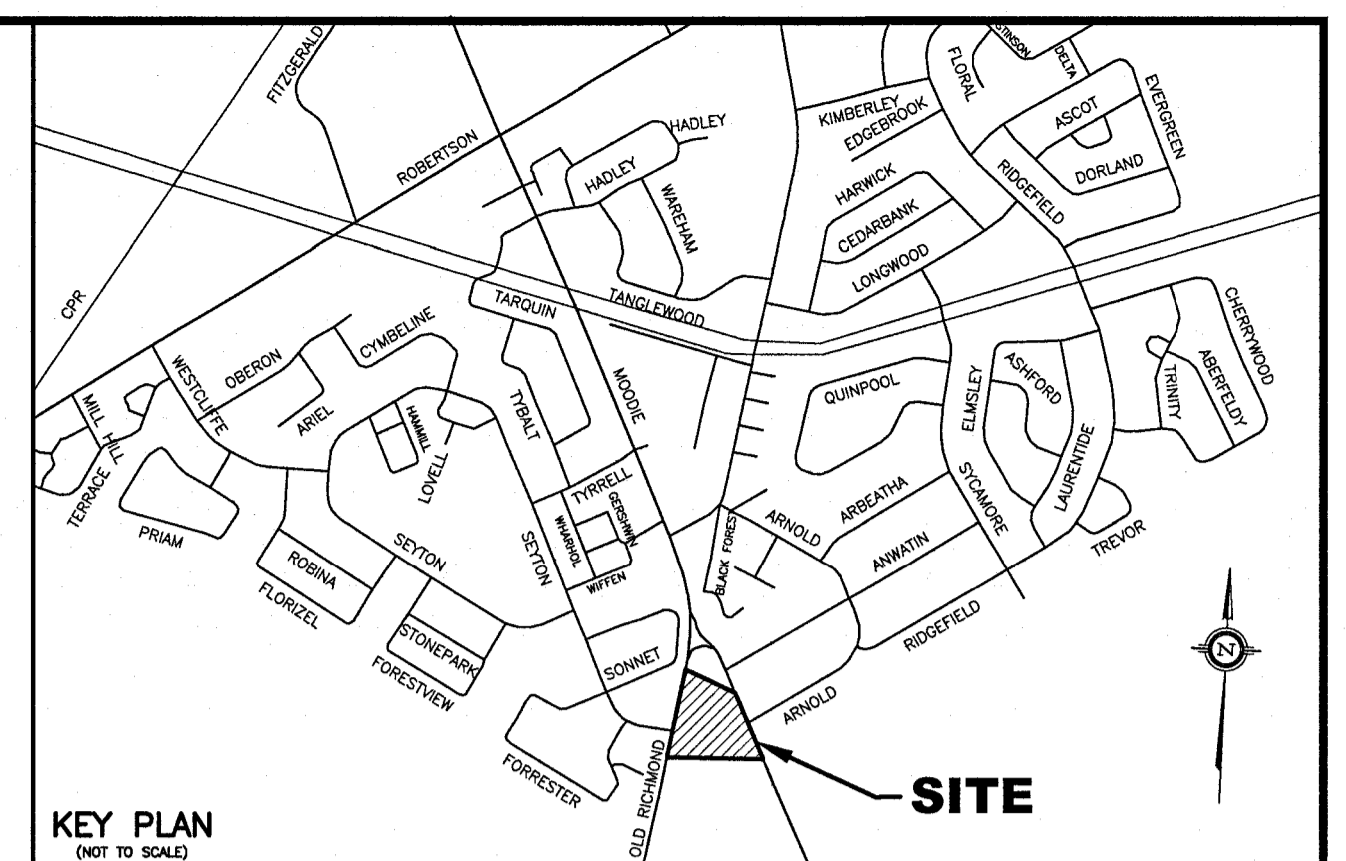 FITZGERALD
STINSON
DELTA
FLORAL
EVERGREEN
ASCOT
KIMBERLEY
EDGEBROOK
HADLEY
ROBERTSON
HADLEY
DORLAND
RIDGEFIELD
HARWICK
WAREHAM
CEDARBANK
LONGWOOD
CPR
TARQUIN
TANGLEWOOD
CHERRYWOOD
CYMBELINE
OBERON
WESTCLIFFE
ABERFELDY
TRINITY
ASHFORD
MOODIE
QUINPOOL
ELMSLEY
TYBALT
ARIEL
HAMMILL
MILL HILL
LOVELL
LAURENTIDE
TERRACE
SYCAMORE
TYRRELL
GERSHWIN
ARBEATHA
ARNOLD
PRIAM
WHARHOL
BLACK FOREST
TREVOR
SEYTON
SEYTON
ANWATIN
ROBINA
WIFFEN
FLORIZEL
RIDGEFIELD
STONEPARK
N
SONNET
FORESTVIEW
ARNOLD
FORRESTER
OLD RICHMOND
SITE
KEY PLAN
(NOT TO SCALE)